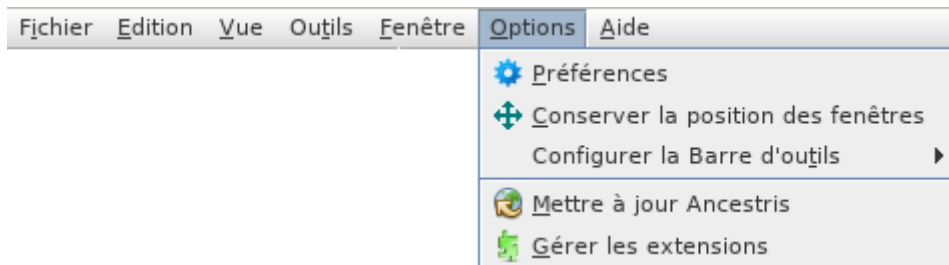 Fichier Edition Vue Outils Fenêtre Options Aide
Préférences
Conserver la position des fenêtres
Configurer la Barre d'outils
Mettre à jour Ancestris
Gérer les extensions